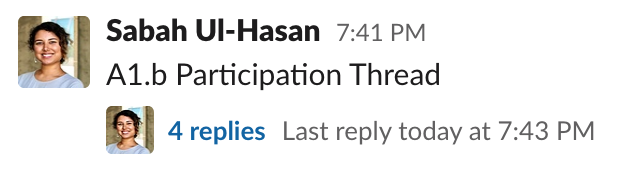 Sabah Ul-Hasan 7:41 PM
A1.b Participation Thread
4 replies Last reply today at 7:43 PM